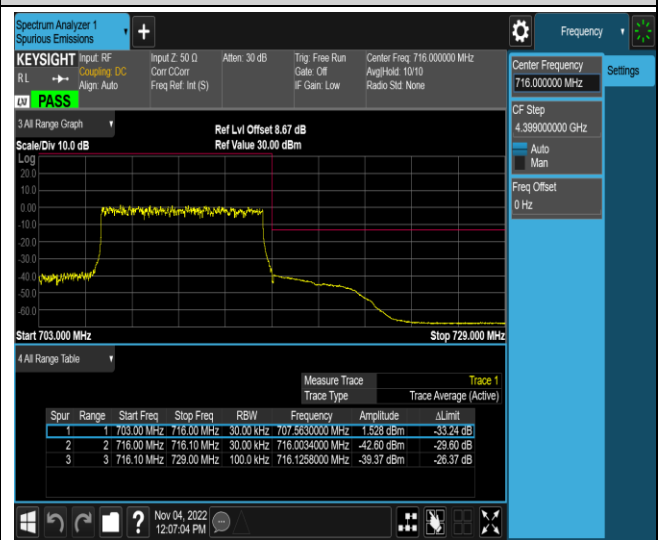 Spectrum Analyzer 1
Spurious Emissions
+
Frequency
KEYSIGHT Input: RF
Coupling: DC
Align: Auto
RL
Input Z: 50 Ω
Corr CCorr
Freq Ref: Int (S)
Atten: 30 dB
Trig: Free Run
Gate: Off
IF Gain: Low
Center Freq: 716.000000 MHz
Avg|Hold: 10/10
Radio Std: None
PASS
Center Frequency
716.000000 MHz
Settings
CF Step
4.399000000 GHz
Auto
Man
Freq Offset
0 Hz
3 All Range Graph
Scale/Div 10.0 dB
Ref Lvl Offset 8.67 dB
Ref Value 30.00 dBm
Log
20.0
10.0
0.00
-10.0
-20.0
-30.0
-40.0
-50.0
-60.0
Start 703.000 MHz
Stop 729.000 MHz
4 All Range Table
Measure Trace Trace 1
Trace Type Trace Average (Active)
Spur Range Start Freq Stop Freq RBW Frequency Amplitude ΔLimit
1 1 703.00 MHz 716.00 MHz 30.00 kHz 707.5630000 MHz 1.528 dBm -33.24 dB
2 2 716.00 MHz 716.10 MHz 30.00 kHz 716.0034000 MHz -42.60 dBm -29.60 dB
3 3 716.10 MHz 729.00 MHz 100.0 kHz 716.1258000 MHz -39.37 dBm -26.37 dB
?
Nov 04, 2022
12:07:04 PM